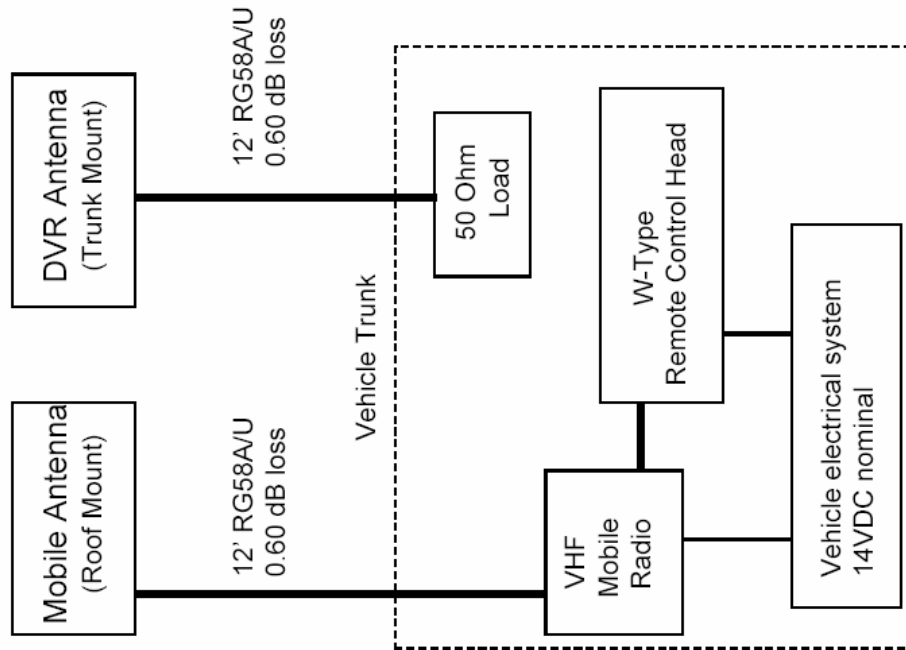 Mobile Antenna
(Roof Mount)
DVR Antenna
(Trunk Mount)
12' RG58A/U
0.60 dB loss
12' RG58A/U
0.60 dB loss
Vehicle Trunk
50 Ohm
Load
VHF
Mobile
Radio
W-Type
Remote Control Head
Vehicle electrical system
14VDC nominal